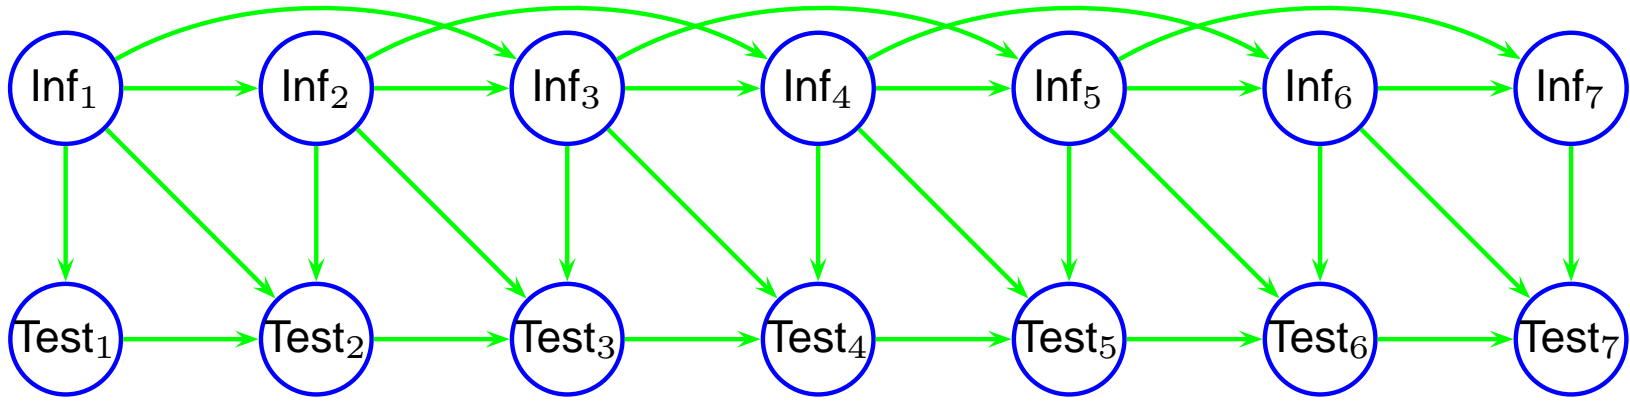 Inf₁ Inf₂ Inf₃ Inf₄ Inf₅ Inf₆ Inf₇
Test₁ Test₂ Test₃ Test₄ Test₅ Test₆ Test₇